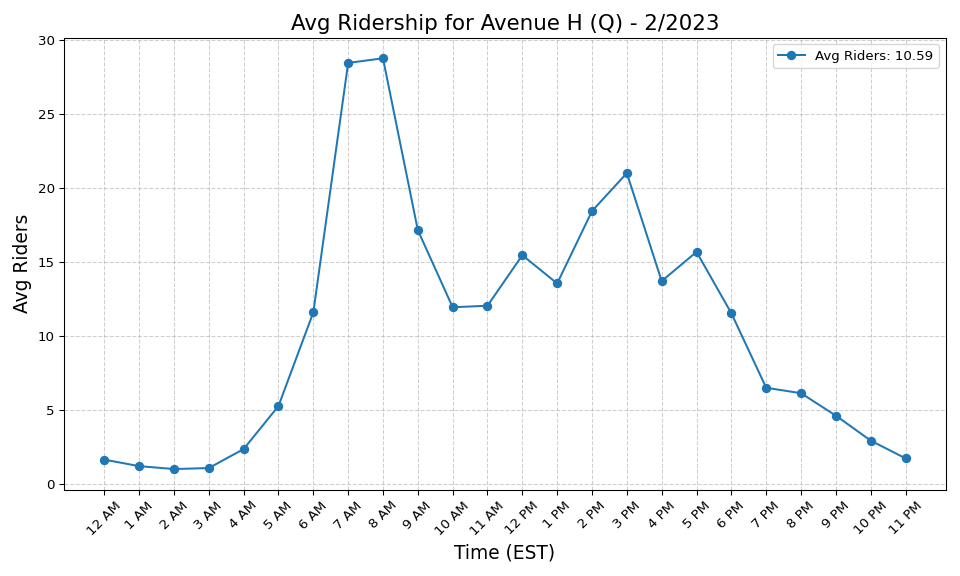 Avg Ridership for Avenue H (Q) - 2/2023
Avg Riders: 10.59
Avg Riders
30
25
20
15
10
5
0
12 AM
1 AM
2 AM
3 AM
4 AM
5 AM
6 AM
7 AM
8 AM
9 AM
10 AM
11 AM
12 PM
1 PM
2 PM
3 PM
4 PM
5 PM
6 PM
7 PM
8 PM
9 PM
10 PM
11 PM
Time (EST)